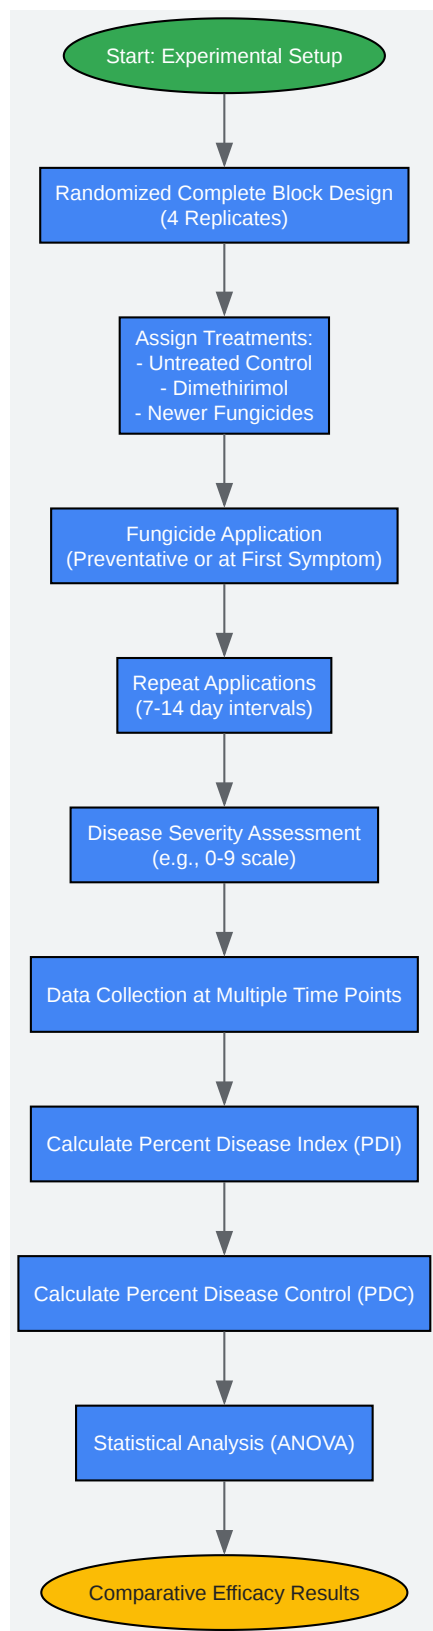 Start: Experimental Setup
Randomized Complete Block Design
(4 Replicates)
Assign Treatments:
- Untreated Control
- Dimethirimol
- Newer Fungicides
Fungicide Application
(Preventative or at First Symptom)
Repeat Applications
(7-14 day intervals)
Disease Severity Assessment
(e.g., 0-9 scale)
Data Collection at Multiple Time Points
Calculate Percent Disease Index (PDI)
Calculate Percent Disease Control (PDC)
Statistical Analysis (ANOVA)
Comparative Efficacy Results